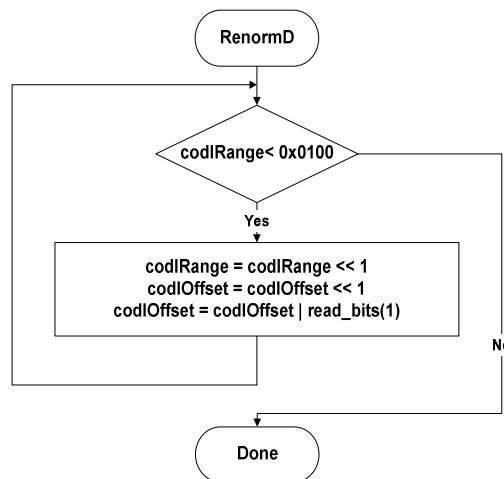 RenormD
codIRange< 0x0100
Yes
codIRange = codIRange << 1
codIOffset = codIOffset << 1
codIOffset = codIOffset | read_bits(1)
Done